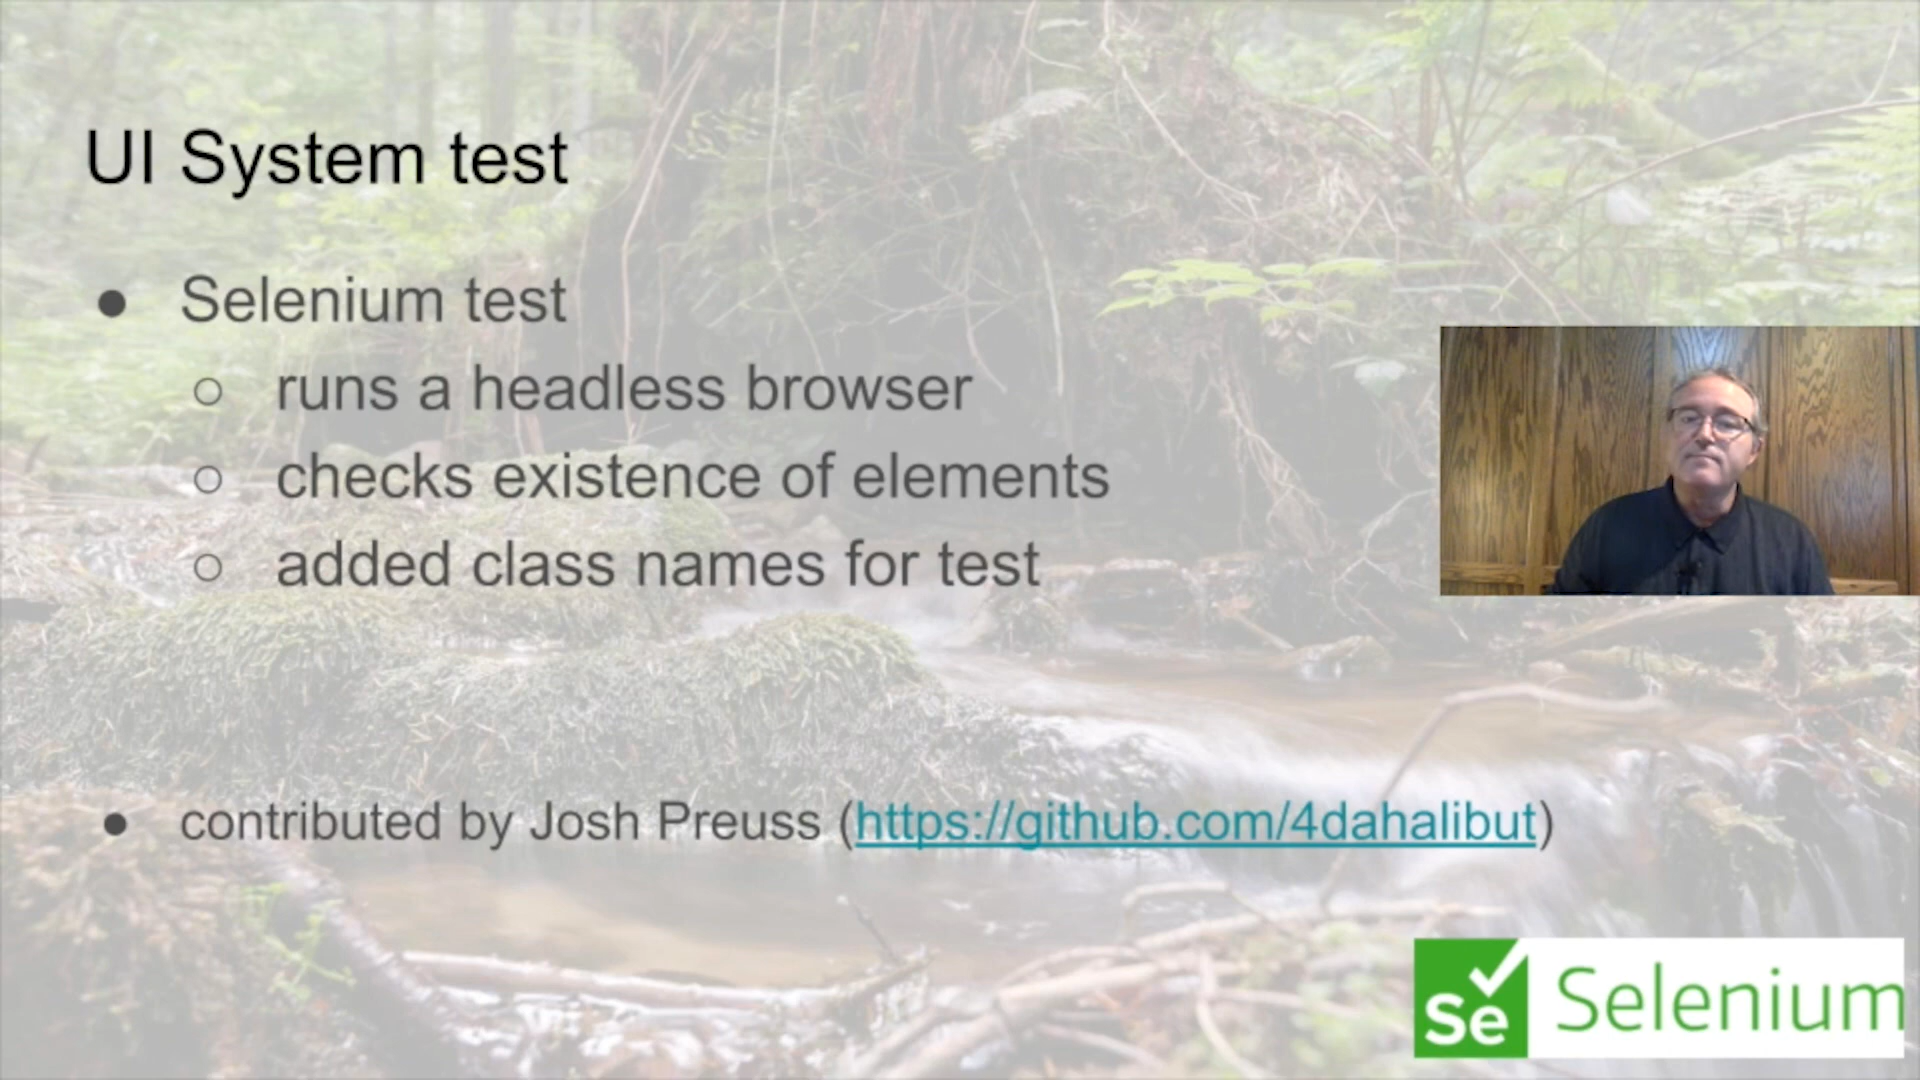 UI System test
● Selenium test
○ runs a headless browser
○ checks existence of elements
○ added class names for test
● contributed by Josh Preuss (https://github.com/4dahalibut)
Se Selenium